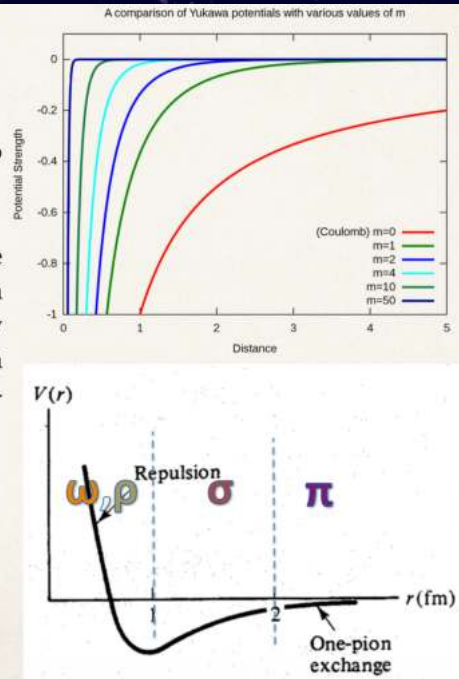 A comparison of Yukawa potentials with various values of m
0
-0.2
-0.4
-0.6
-0.8
-1
Potential Strength
(Coulomb) m=0
m=1
m=2
m=4
m=10
m=50
0 1 2 3 4 5
Distance
V(r)
Repulsion
ω,ρ σ π
1 2 r(fm)
One-pion
exchange